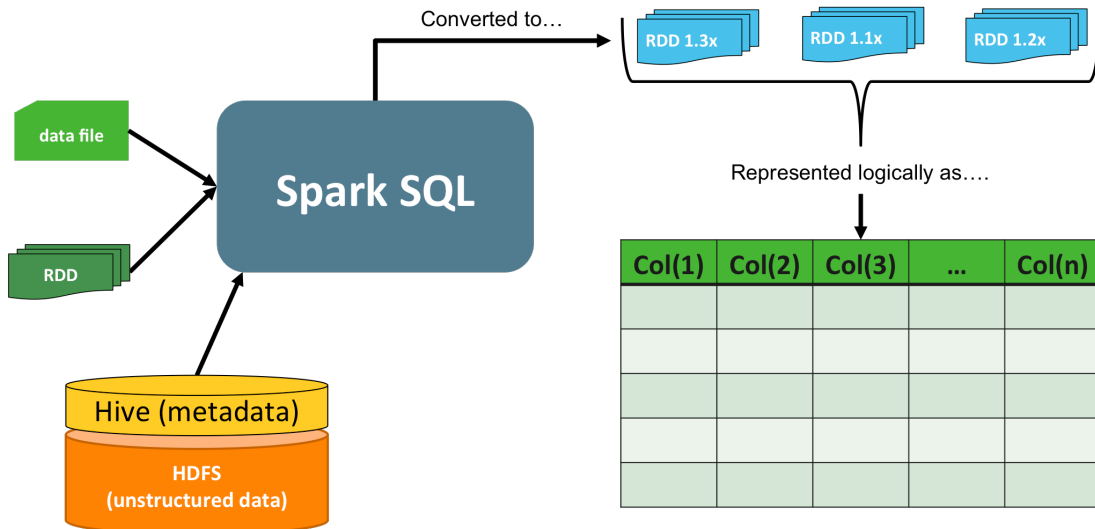 Converted to…
RDD 1.3x
RDD 1.1x
RDD 1.2x
data file
Spark SQL
RDD
Represented logically as….
Col(1) Col(2) Col(3) … Col(n)
Hive (metadata)
HDFS
(unstructured data)